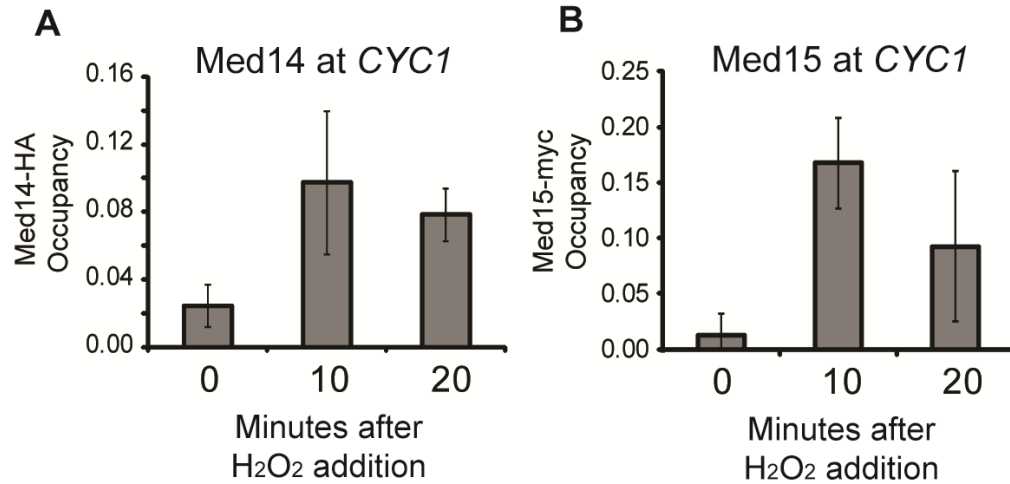 A
Med14 at CYC1
Med14-HA
Occupancy
0.16
0.12
0.08
0.04
0.00
0 10 20
Minutes after
H2O2 addition
B
Med15 at CYC1
Med15-myc
Occupancy
0.25
0.20
0.15
0.10
0.05
0.00
0 10 20
Minutes after
H2O2 addition